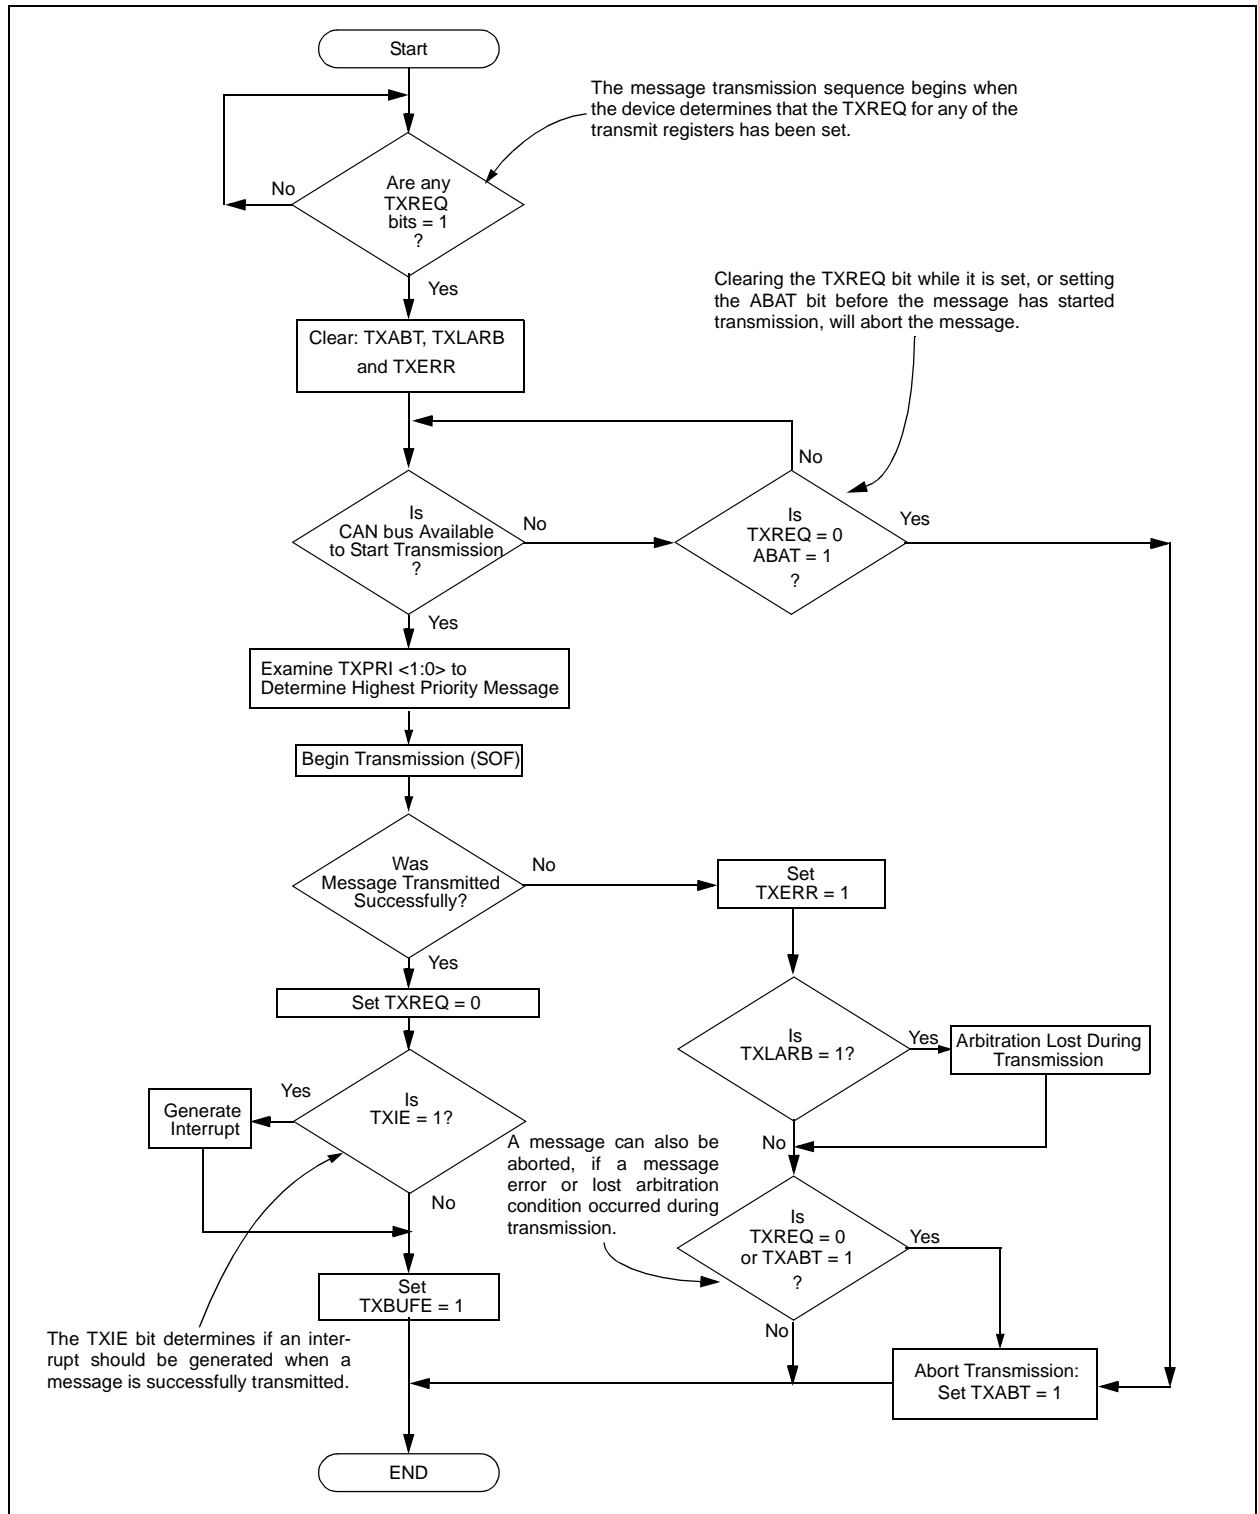 Start
The message transmission sequence begins when
the device determines that the TXREQ for any of the
transmit registers has been set.
No
Are any
TXREQ
bits = 1
?
Yes
Clearing the TXREQ bit while it is set, or setting
the ABAT bit before the message has started
transmission, will abort the message.
Clear: TXABT, TXLARB
and TXERR
No
Is
CAN bus Available
to Start Transmission
?
No
Is
TXREQ = 0
ABAT = 1
?
Yes
Yes
Examine TXPRI <1:0> to
Determine Highest Priority Message
Begin Transmission (SOF)
Was
Message Transmitted
Successfully?
No
Set
TXERR = 1
Yes
Set TXREQ = 0
Is
TXLARB = 1?
Yes
Arbitration Lost During
Transmission
Yes
Generate
Interrupt
Is
TXIE = 1?
No
A message can also be
aborted, if a message
error or lost arbitration
condition occurred during
transmission.
No
Is
TXREQ = 0
or TXABT = 1
?
Yes
Set
TXBUFE = 1
No
The TXIE bit determines if an inter-
rupt should be generated when a
message is successfully transmitted.
Abort Transmission:
Set TXABT = 1
END